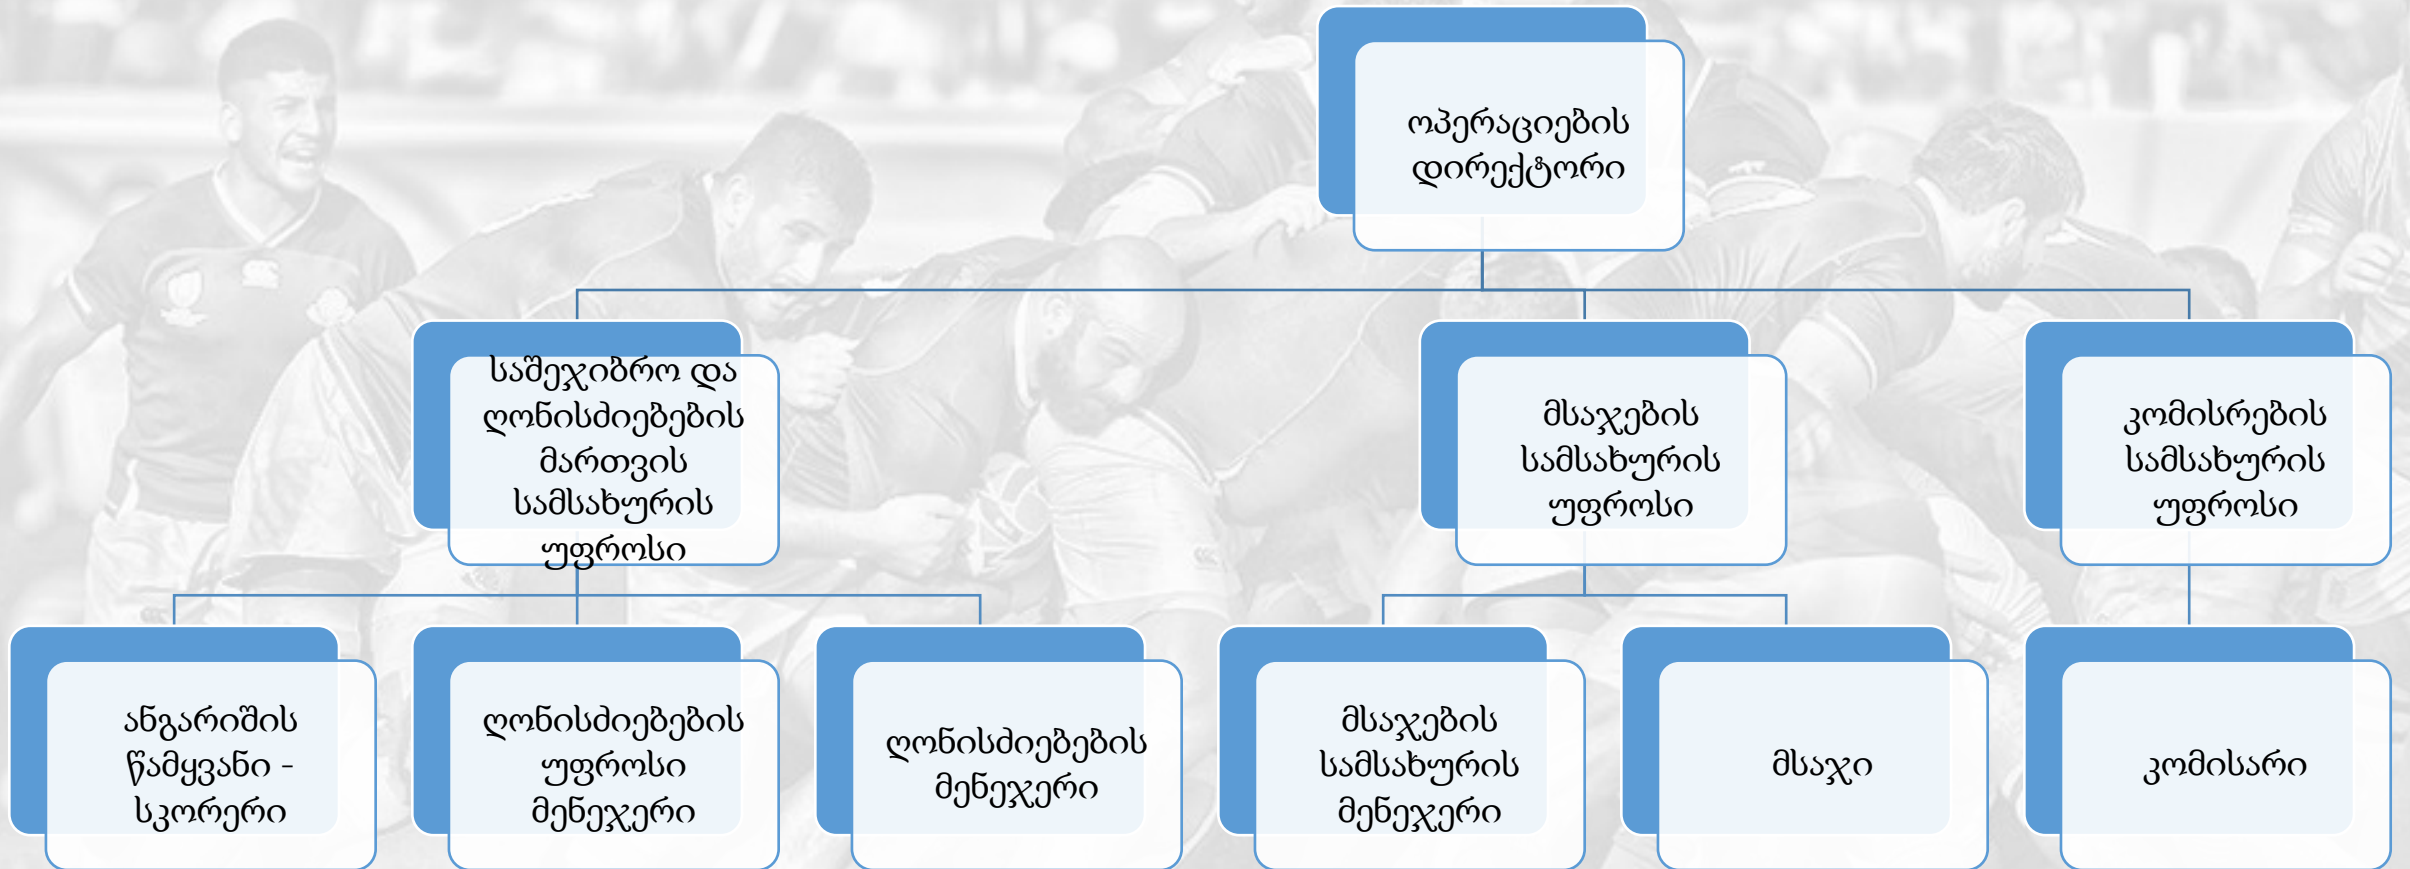 ოპერაციების
დირექტორი
საშეჯიბრო და
ღონისძიებების
მართვის
სამსახურის
უფროსი
მსაჯების
სამსახურის
უფროსი
კომისრების
სამსახურის
უფროსი
ანგარიშის
წამყვანი -
სკორერი
ღონისძიებების
უფროსი
მენეჯერი
ღონისძიებების
მენეჯერი
მსაჯების
სამსახურის
მენეჯერი
მსაჯი
კომისარი